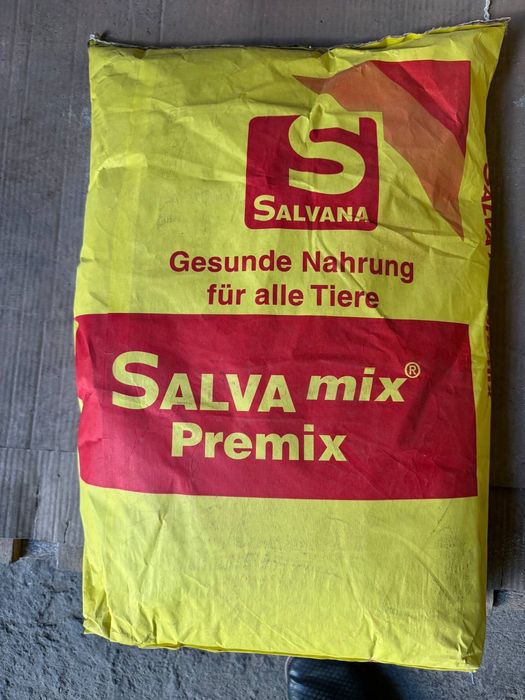 S
SALVANA
Gesunde Nahrung
für alle Tiere
SALVA mix®
Premix